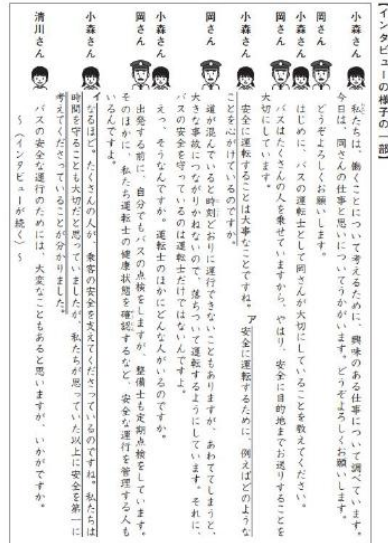 【インタビューの様子の一部】
小森さん
私たちは、働くことについて考えるために、興味のある仕事について調べています。
今日は、岡さんの仕事と思いについてうかがいます。どうぞよろしくお願いします。
岡さん
どうぞよろしくお願いします。
小森さん
はじめに、バスの運転士として岡さんが大切にしていることを教えてください。
岡さん
バスはたくさんの人を乗せていますから、やはり、安全に目的地までお送りすることを
大切にしています。
小森さん
安全に運転することは大事なことですね。ア安全に運転するために、例えばどのような
ことを心がけているのですか。
岡さん
道が混んでいると時刻どおりに運行できないこともありますが、あわててしまうと、
大きな事故につながりかねないので、落ちついて運転するようにしています。それに、
バスの安全を守っているのは運転士だけではないんですよ。
小森さん
えっ、そうなんですか。運転士のほかにどんな人がいるのですか。
岡さん
出発する前に、自分でもバスの点検をしますが、整備士も定期点検をしています。
そのほかに、私たち運転士の健康状態を確認するなど、安全な運行を管理する人も
いるんですよ。
小森さん
イなるほど。たくさんの人が、乗客の安全を支えてくださっているのですね。私たちは
時間を守ることも大切だと思っていましたが、私たちが思っていた以上に安全を第一に
考えてくださっていることが分かりました。
清川さん
バスの安全な運行のためには、大変なこともあると思いますが、いかがですか。
〜(インタビューが続く)〜